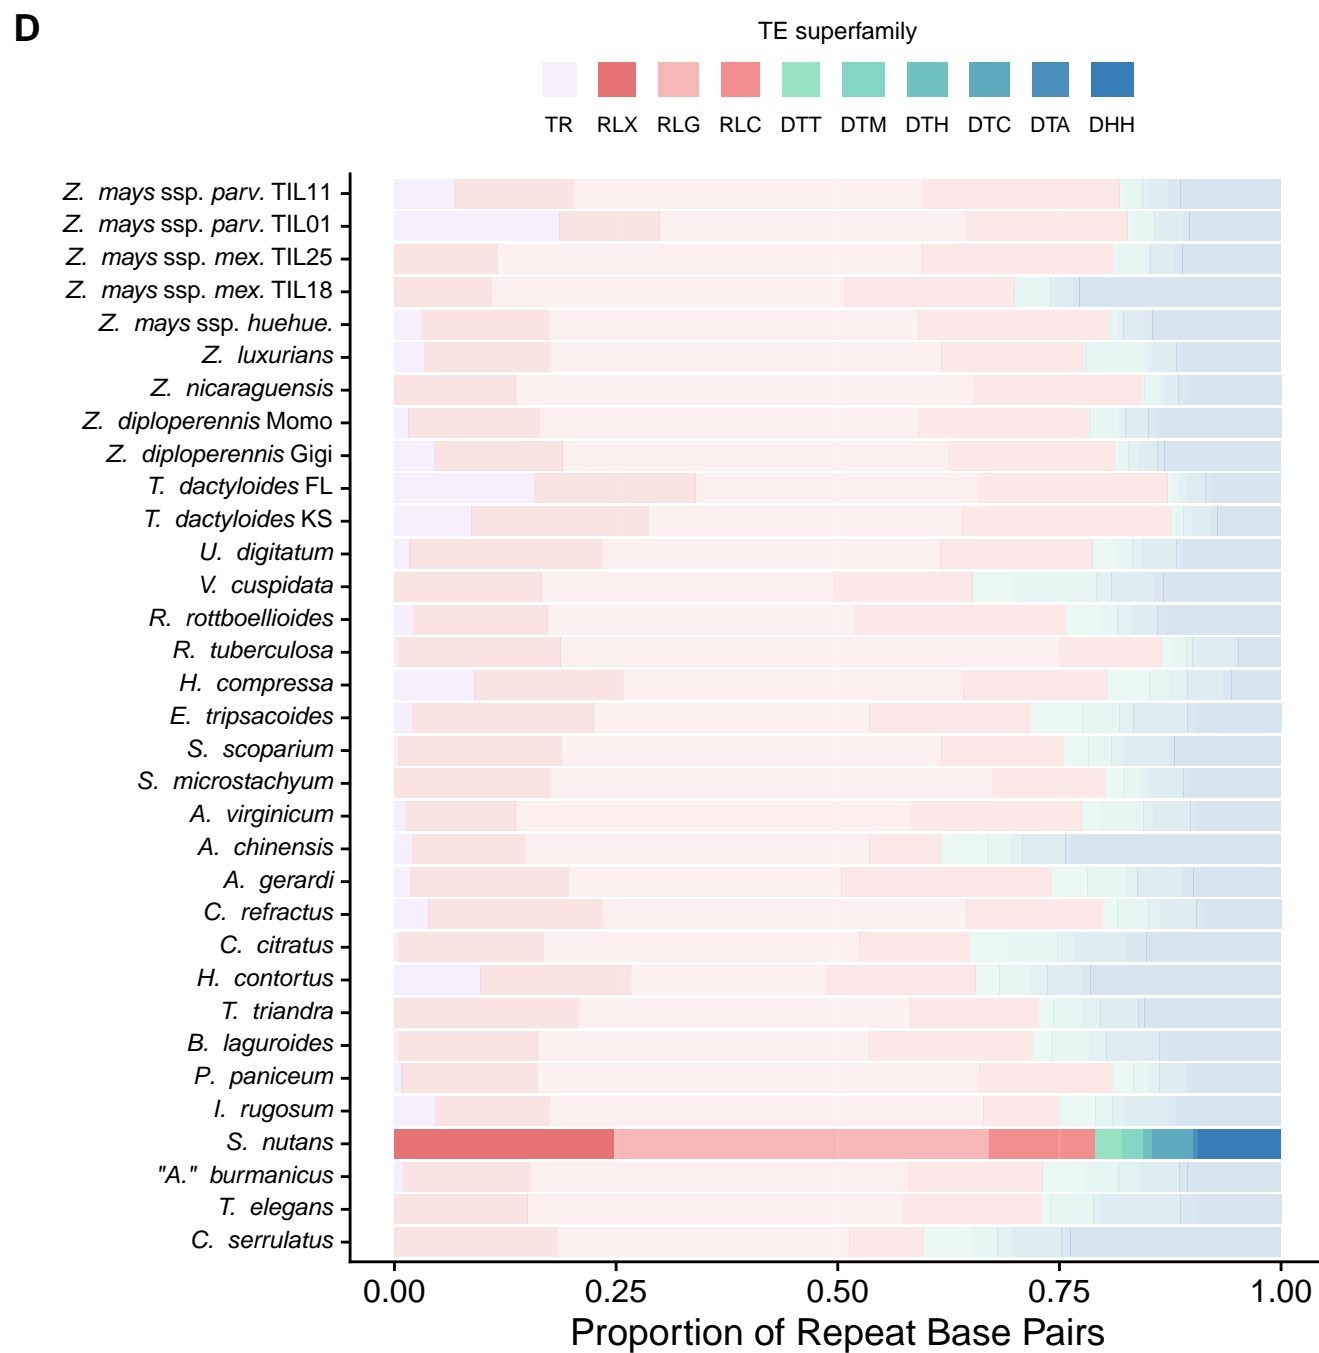 D
TE superfamily
TR RLX RLG RLC DTT DTM DTH DTC DTA DHH
Z. mays ssp. parv. TIL11
Z. mays ssp. parv. TIL01
Z. mays ssp. mex. TIL25
Z. mays ssp. mex. TIL18
Z. mays ssp. huehue.
Z. luxurians
Z. nicaraguensis
Z. diploperennis Momo
Z. diploperennis Gigi
T. dactyloides FL
T. dactyloides KS
U. digitatum
V. cuspidata
R. rottboellioides
R. tuberculosa
H. compressa
E. tripsacoides
S. scoparium
S. microstachyum
A. virginicum
A. chinensis
A. gerardi
C. refractus
C. citratus
H. contortus
T. triandra
B. laguroides
P. paniceum
I. rugosum
S. nutans
"A." burmanicus
T. elegans
C. serrulatus
0.00 0.25 0.50 0.75 1.00
Proportion of Repeat Base Pairs